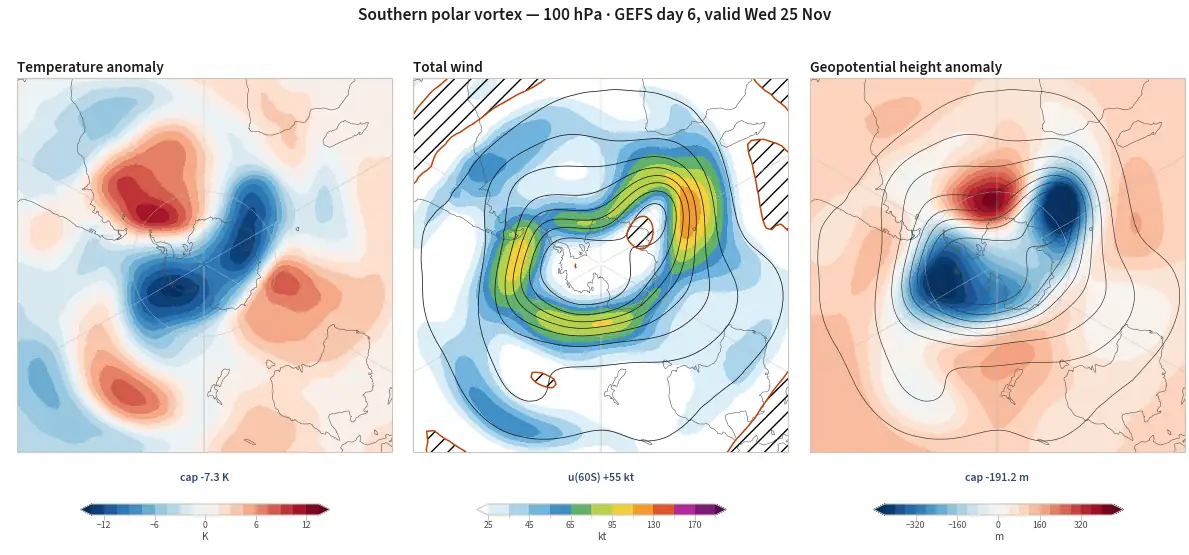 Southern polar vortex — 100 hPa · GEFS day 6, valid Wed 25 Nov
Temperature anomaly
Total wind
Geopotential height anomaly
cap -7.3 K
u(60S) +55 kt
cap -191.2 m
−12 −6 0 6 12
K
25 45 65 95 130 170
kt
−320 −160 0 160 320
m